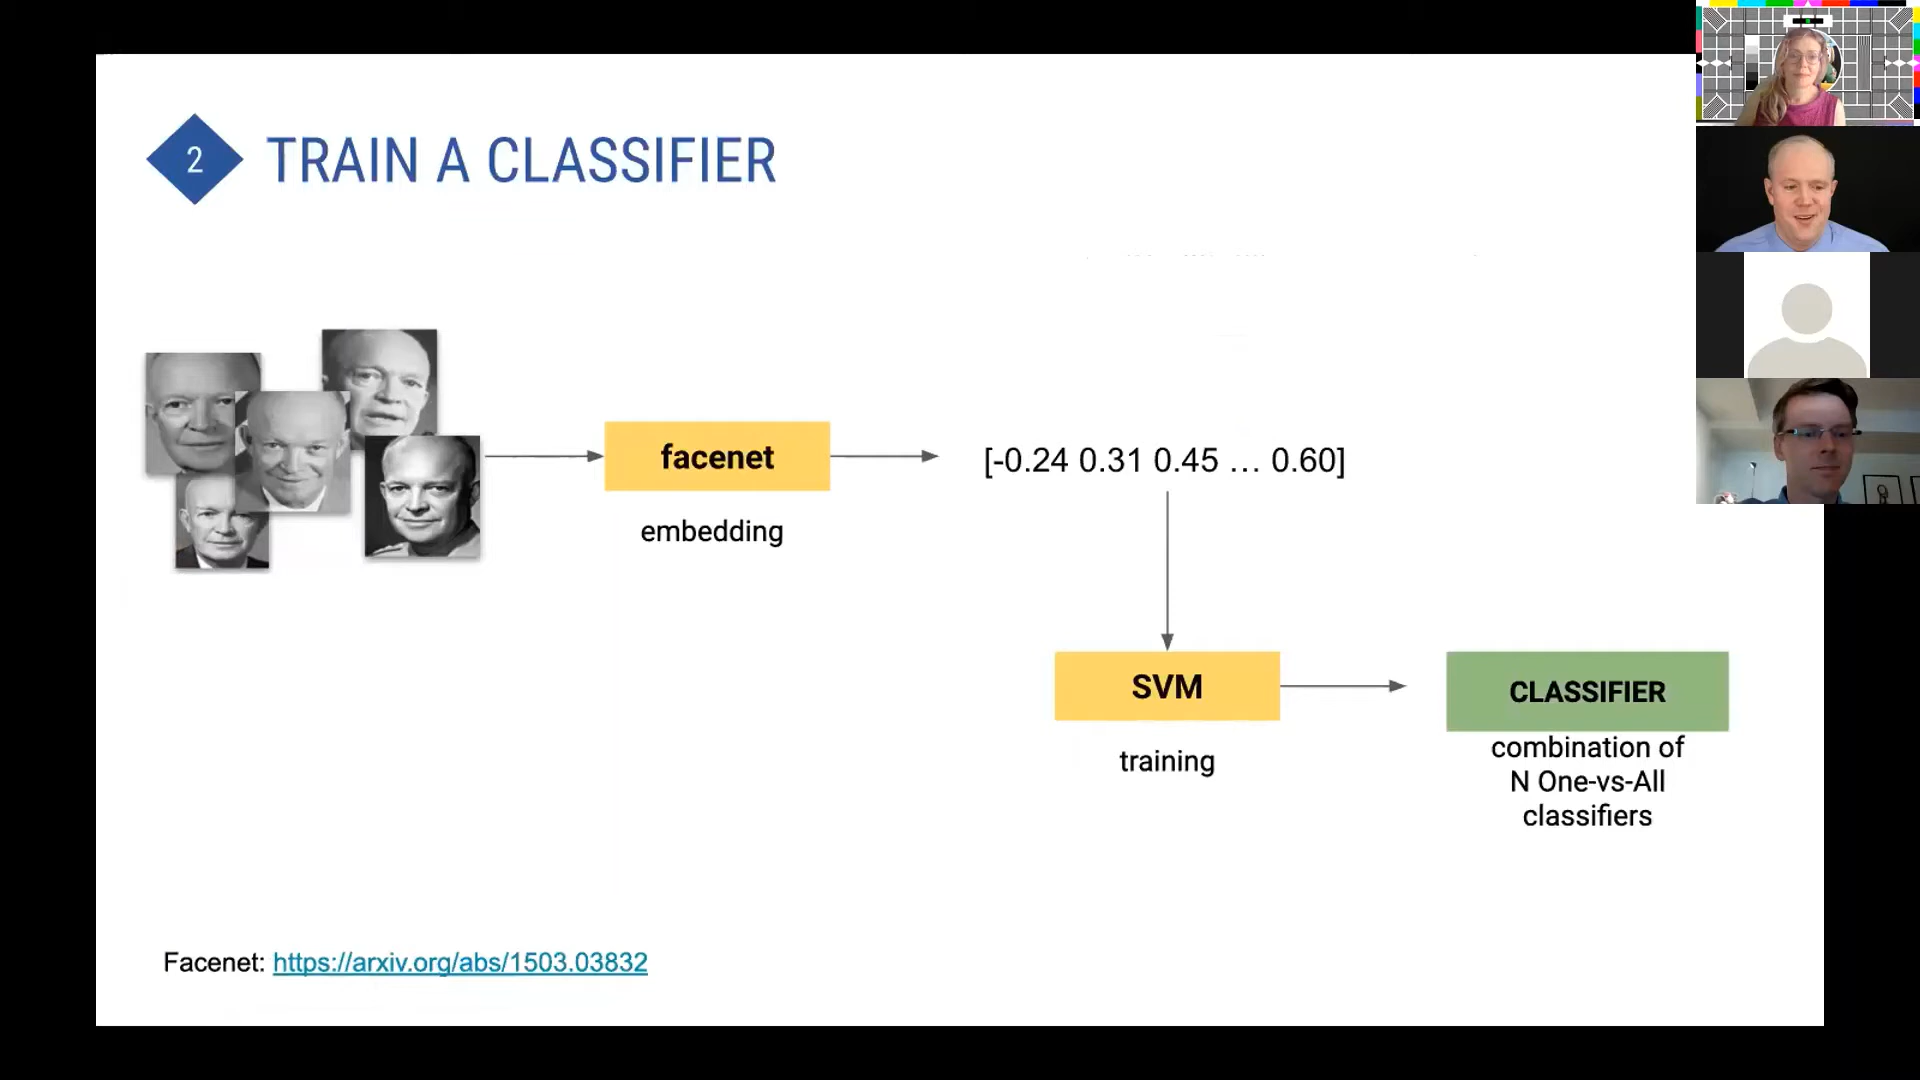 2
TRAIN A CLASSIFIER
facenet
embedding
[-0.24 0.31 0.45 … 0.60]
SVM
training
CLASSIFIER
combination of
N One-vs-All
classifiers
Facenet: https://arxiv.org/abs/1503.03832